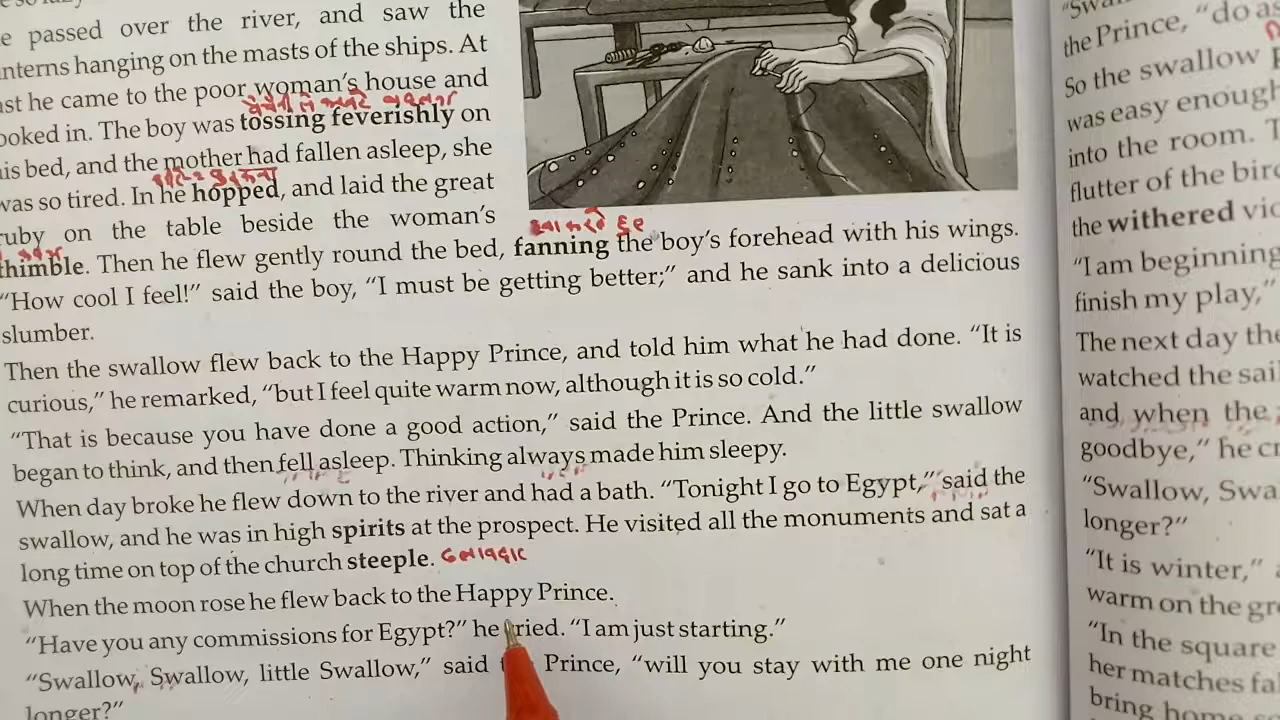 e passed over the river, and saw the
nterns hanging on the masts of the ships. At
ast he came to the poor woman's house and
ooked in. The boy was tossing feverishly on
is bed, and the mother had fallen asleep, she
was so tired. In he hopped, and laid the great
ruby on the table beside the woman's
thimble. Then he flew gently round the bed, fanning the boy's forehead with his wings.
"How cool I feel!" said the boy, "I must be getting better;" and he sank into a delicious
slumber.
Then the swallow flew back to the Happy Prince, and told him what he had done. "It is
curious," he remarked, "but I feel quite warm now, although it is so cold."
"That is because you have done a good action," said the Prince. And the little swallow
began to think, and then fell asleep. Thinking always made him sleepy.
When day broke he flew down to the river and had a bath. "Tonight I go to Egypt," said the
swallow, and he was in high spirits at the prospect. He visited all the monuments and sat a
long time on top of the church steeple.
When the moon rose he flew back to the Happy Prince.
"Have you any commissions for Egypt?" he cried. "I am just starting."
"Swallow, Swallow, little Swallow," said Prince, "will you stay with me one night
longer?"
"Swal
the Prince, "do as
So the swallow
was easy enough
into the room. T
flutter of the bir
the withered vio
"I am beginning
finish my play,"
The next day the
watched the sai
and, when the
goodbye," he cr
"Swallow, Swa
longer?"
"It is winter,"
warm on the gr
"In the square
her matches fal
bring home so